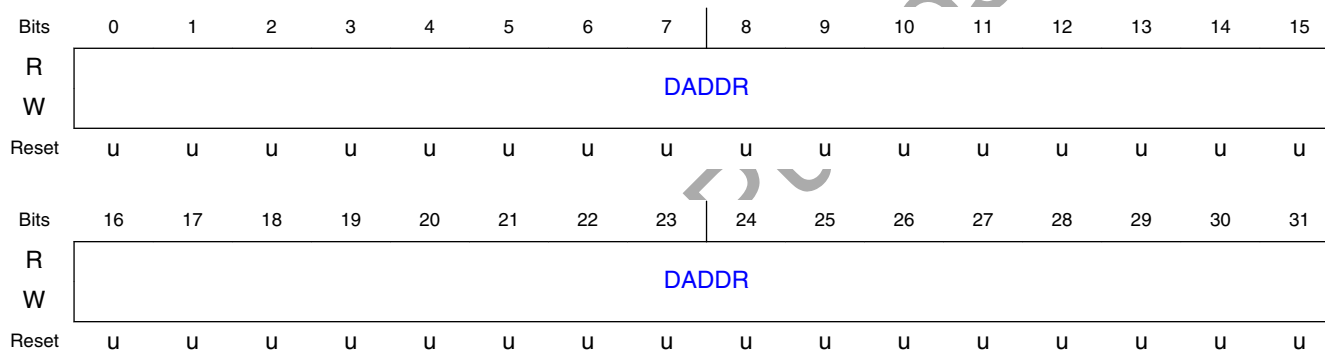 Bits 0 1 2 3 4 5 6 7 8 9 10 11 12 13 14 15
R
DADDR
W
Reset u u u u u u u u u u u u u u u u
Bits 16 17 18 19 20 21 22 23 24 25 26 27 28 29 30 31
R
DADDR
W
Reset u u u u u u u u u u u u u u u u